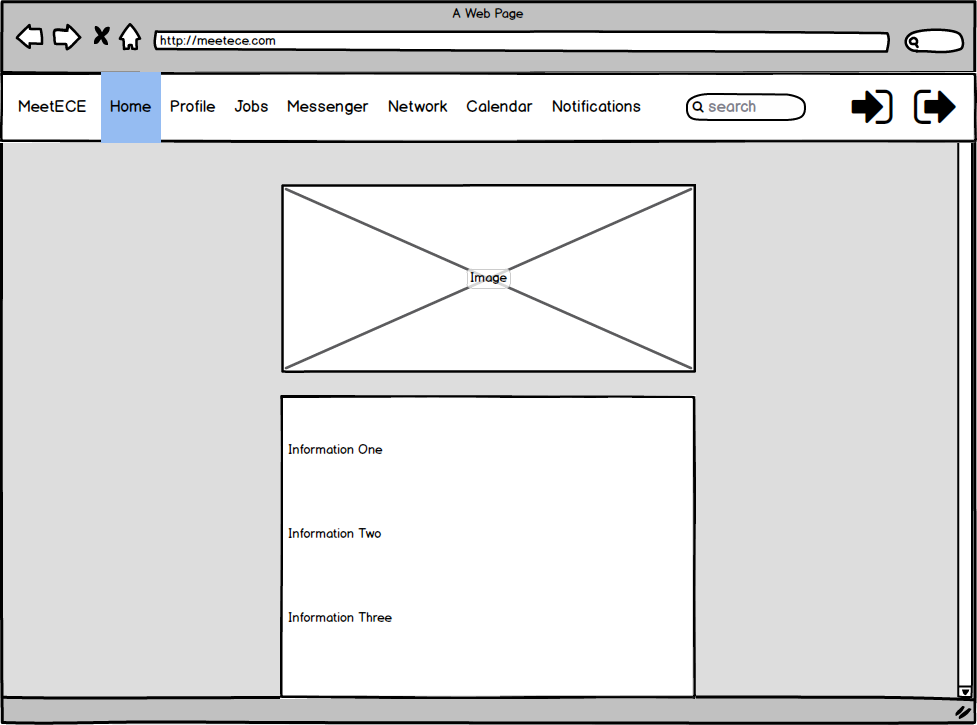 A Web Page
http://meetece.com
MeetECE Home Profile Jobs Messenger Network Calendar Notifications search
Image
Information One
Information Two
Information Three